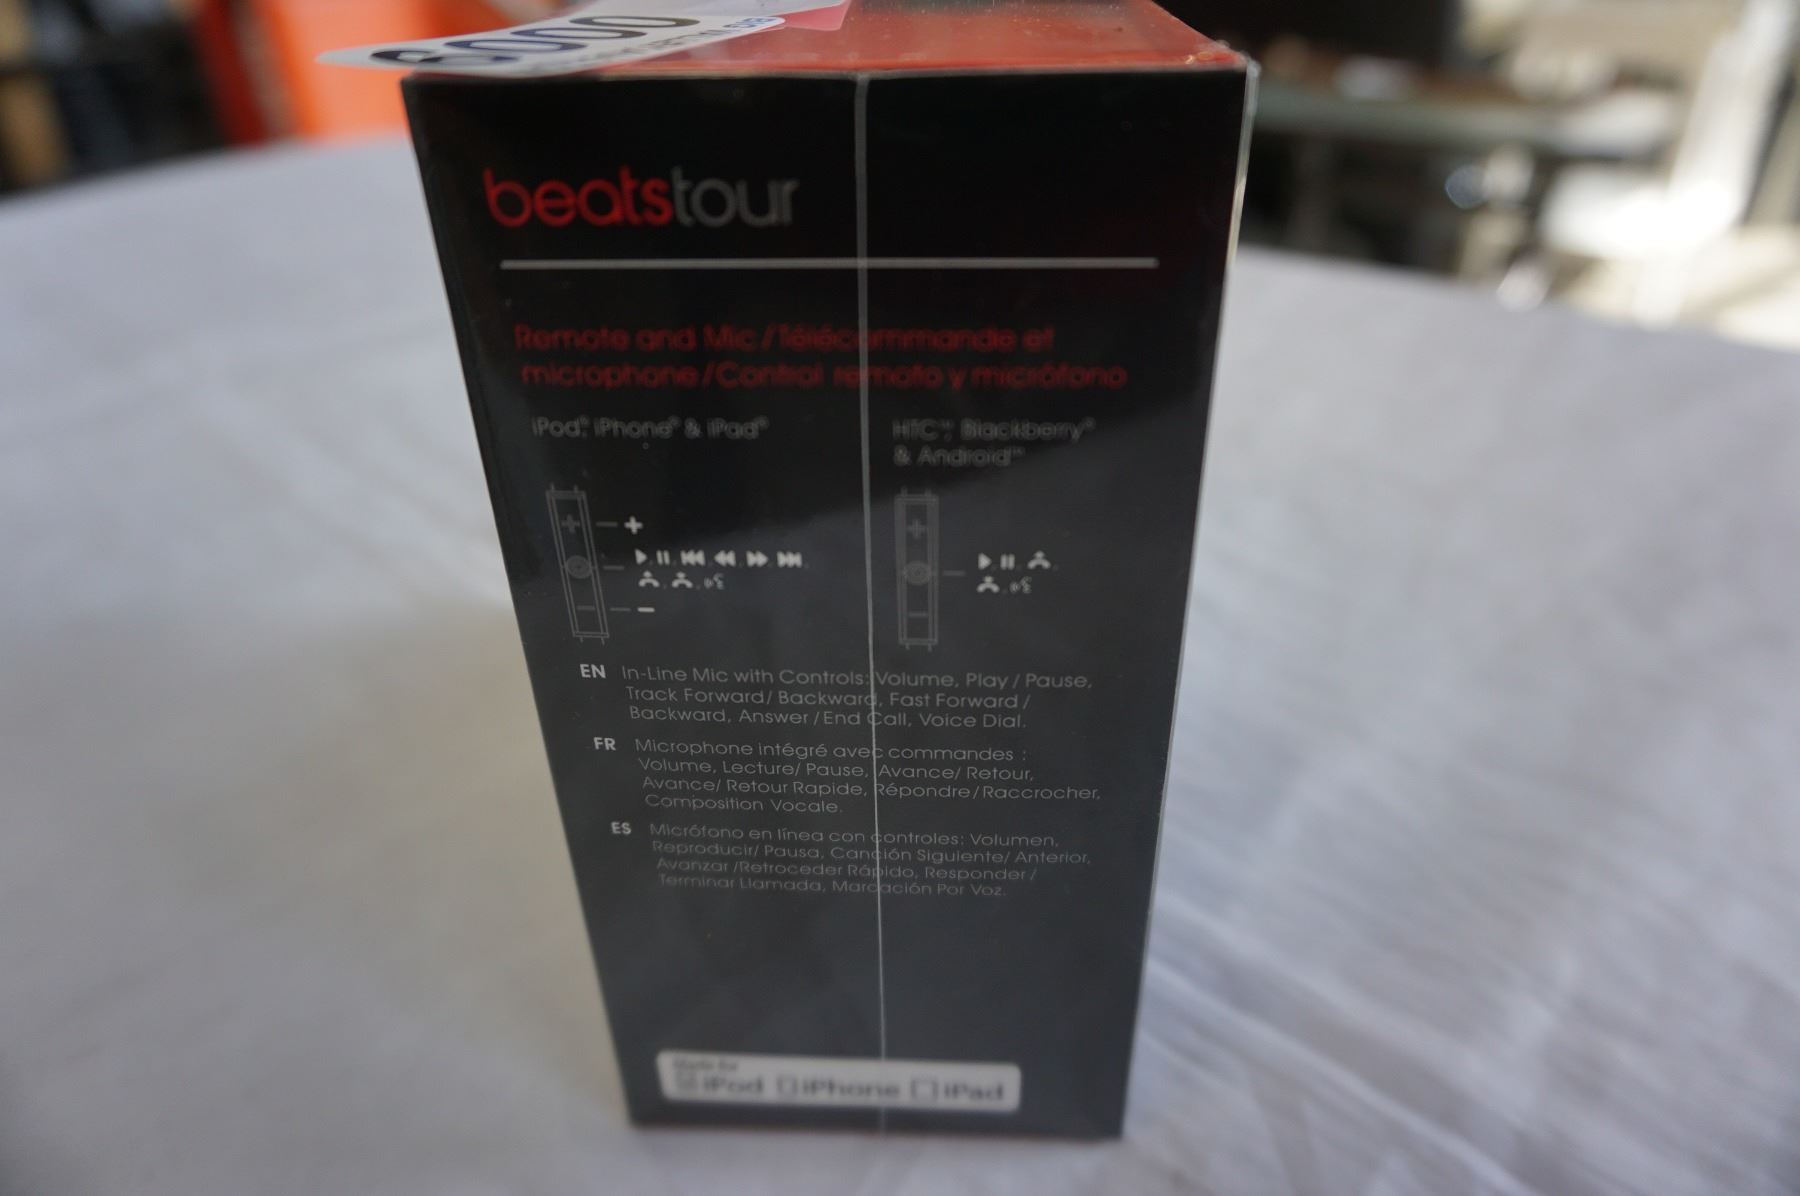 6000
beatstour
Remote and Mic / Télécommande et
microphone / Control remoto y micrófono
iPod®, iPhone® & iPad®
HTC™, Blackberry®
& Android™
EN In-Line Mic with Controls: Volume, Play / Pause,
Track Forward/ Backward, Fast Forward /
Backward, Answer / End Call, Voice Dial.
FR Microphone intégré avec commandes :
Volume, Lecture/ Pause, Avance/ Retour,
Avance/ Retour Rapide, Répondre/ Raccrocher,
Composition Vocale.
ES Micrófono en línea con controles: Volumen,
Reproducir/ Pausa, Canción Siguiente/ Anterior,
Avanzar /Retroceder Rápido, Responder /
Terminar Llamada, Marcación Por Voz.
Made for
iPod iPhone iPad